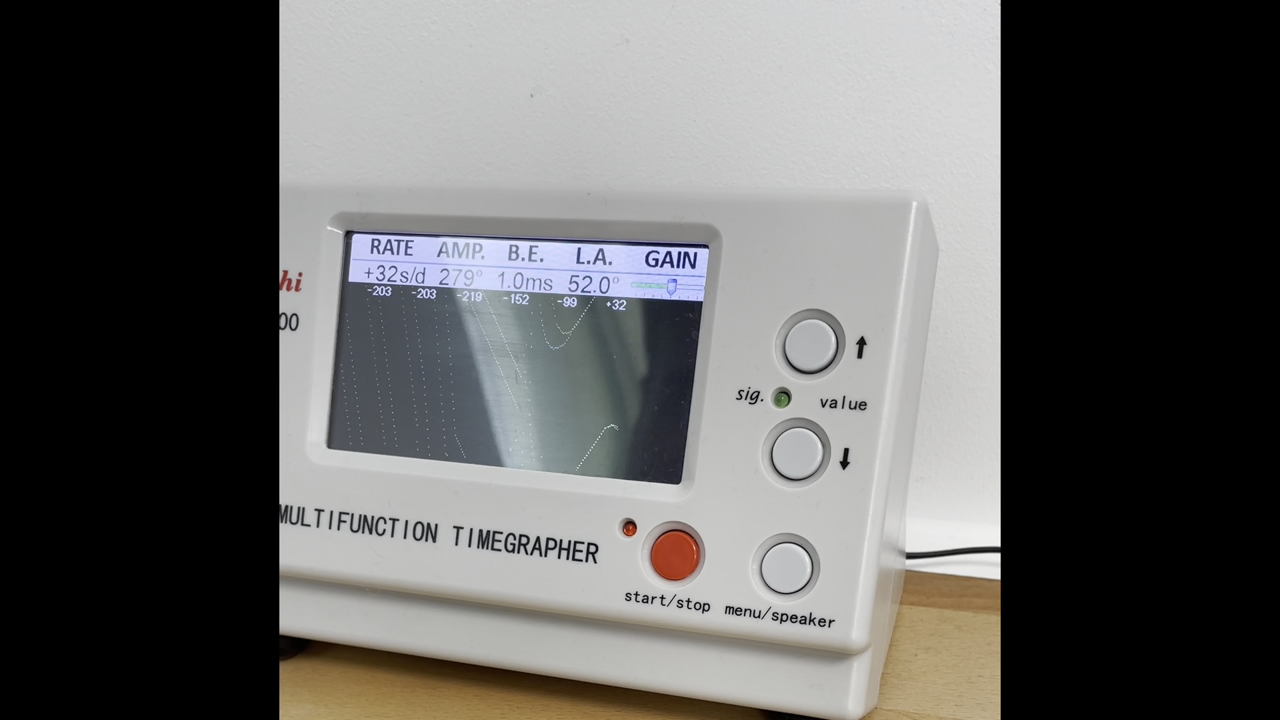 RATE AMP. B.E. L.A. GAIN
+32s/d 279° 1.0ms 52.0°
-203 -203 -219 -152 -99 +32
hi
00
sig.
value
MULTIFUNCTION TIMEGRAPHER
start/stop
menu/speaker